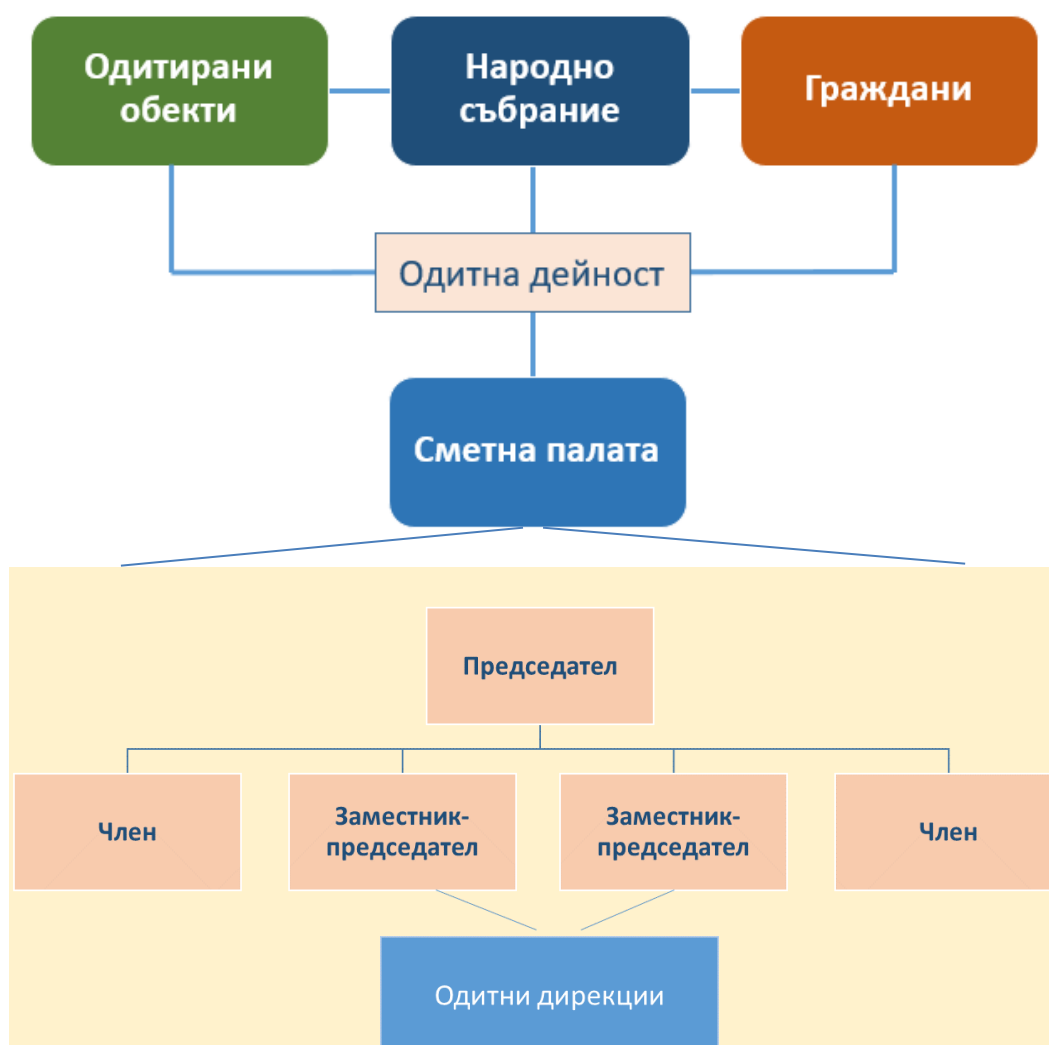 Одитирани
обекти
Народно
събрание
Граждани
Одитна дейност
Сметна палата
Председател
Член
Заместник-
председател
Заместник-
председател
Член
Одитни дирекции